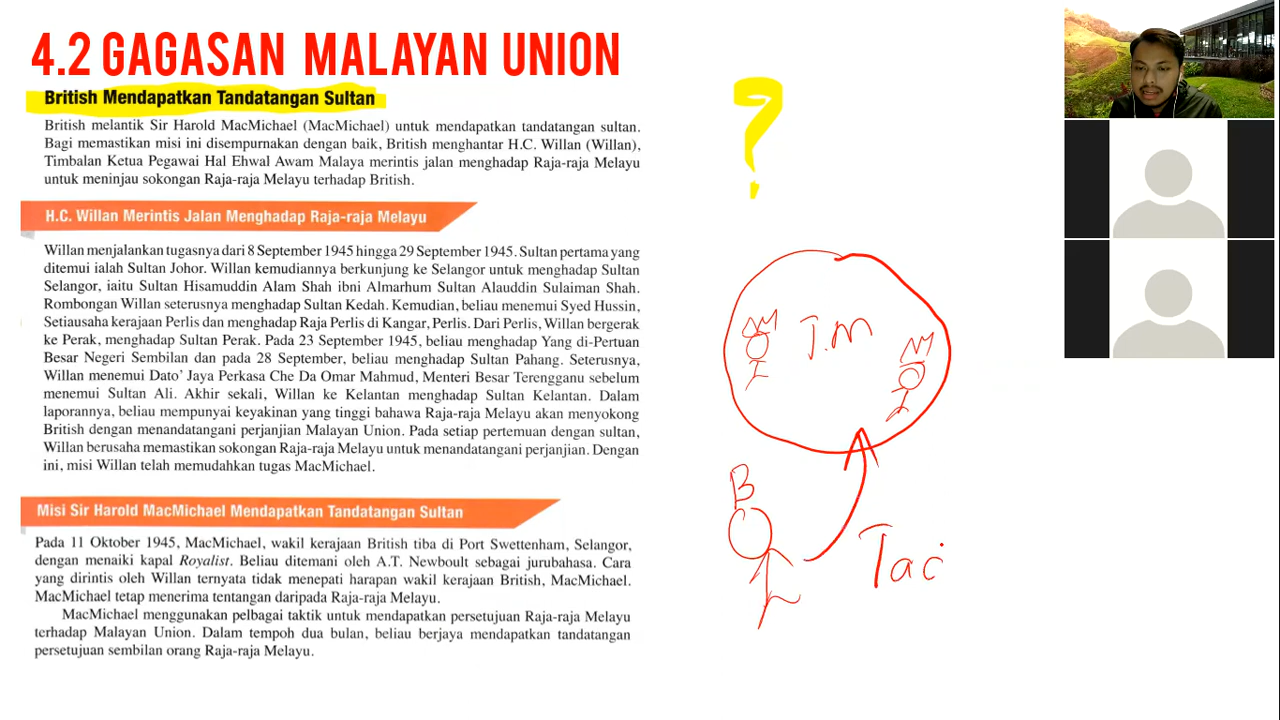 4.2 GAGASAN MALAYAN UNION
British Mendapatkan Tandatangan Sultan
British melantik Sir Harold MacMichael (MacMichael) untuk mendapatkan tandatangan sultan.
Bagi memastikan misi ini disempurnakan dengan baik, British menghantar H.C. Willan (Willan),
Timbalan Ketua Pegawai Hal Ehwal Awam Malaya merintis jalan menghadap Raja-raja Melayu
untuk meninjau sokongan Raja-raja Melayu terhadap British.
H.C. Willan Merintis Jalan Menghadap Raja-raja Melayu
Willan menjalankan tugasnya dari 8 September 1945 hingga 29 September 1945. Sultan pertama yang
ditemui ialah Sultan Johor. Willan kemudiannya berkunjung ke Selangor untuk menghadap Sultan
Selangor, iaitu Sultan Hisamuddin Alam Shah ibni Almarhum Sultan Alauddin Sulaiman Shah.
Rombongan Willan seterusnya menghadap Sultan Kedah. Kemudian, beliau menemui Syed Hussin,
Setiausaha kerajaan Perlis dan menghadap Raja Perlis di Kangar, Perlis. Dari Perlis, Willan bergerak
ke Perak, menghadap Sultan Perak. Pada 23 September 1945, beliau menghadap Yang di-Pertuan
Besar Negeri Sembilan dan pada 28 September, beliau menghadap Sultan Pahang. Seterusnya,
Willan menemui Dato' Jaya Perkasa Che Da Omar Mahmud, Menteri Besar Terengganu sebelum
menemui Sultan Ali. Akhir sekali, Willan ke Kelantan menghadap Sultan Kelantan. Dalam
laporannya, beliau mempunyai keyakinan yang tinggi bahawa Raja-raja Melayu akan menyokong
British dengan menandatangani perjanjian Malayan Union. Pada setiap pertemuan dengan sultan,
Willan berusaha memastikan sokongan Raja-raja Melayu untuk menandatangani perjanjian. Dengan
ini, misi Willan telah memudahkan tugas MacMichael.
Misi Sir Harold MacMichael Mendapatkan Tandatangan Sultan
Pada 11 Oktober 1945, MacMichael, wakil kerajaan British tiba di Port Swettenham, Selangor,
dengan menaiki kapal Royalist. Beliau ditemani oleh A.T. Newboult sebagai jurubahasa. Cara
yang dirintis oleh Willan ternyata tidak menepati harapan wakil kerajaan British, MacMichael.
MacMichael tetap menerima tentangan daripada Raja-raja Melayu.
MacMichael menggunakan pelbagai taktik untuk mendapatkan persetujuan Raja-raja Melayu
terhadap Malayan Union. Dalam tempoh dua bulan, beliau berjaya mendapatkan tandatangan
persetujuan sembilan orang Raja-raja Melayu.
?
T.M
B
Tac